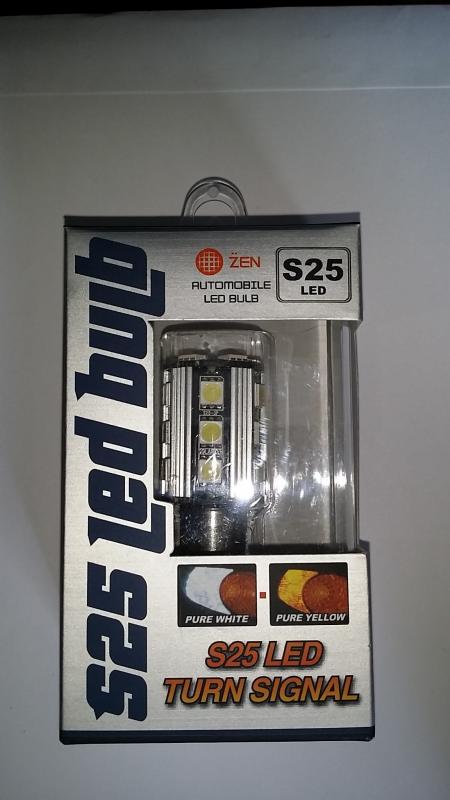 S25 led bulb
ZEN
AUTOMOBILE
LED BULB
S25
LED
PURE WHITE
PURE YELLOW
S25 LED
TURN SIGNAL